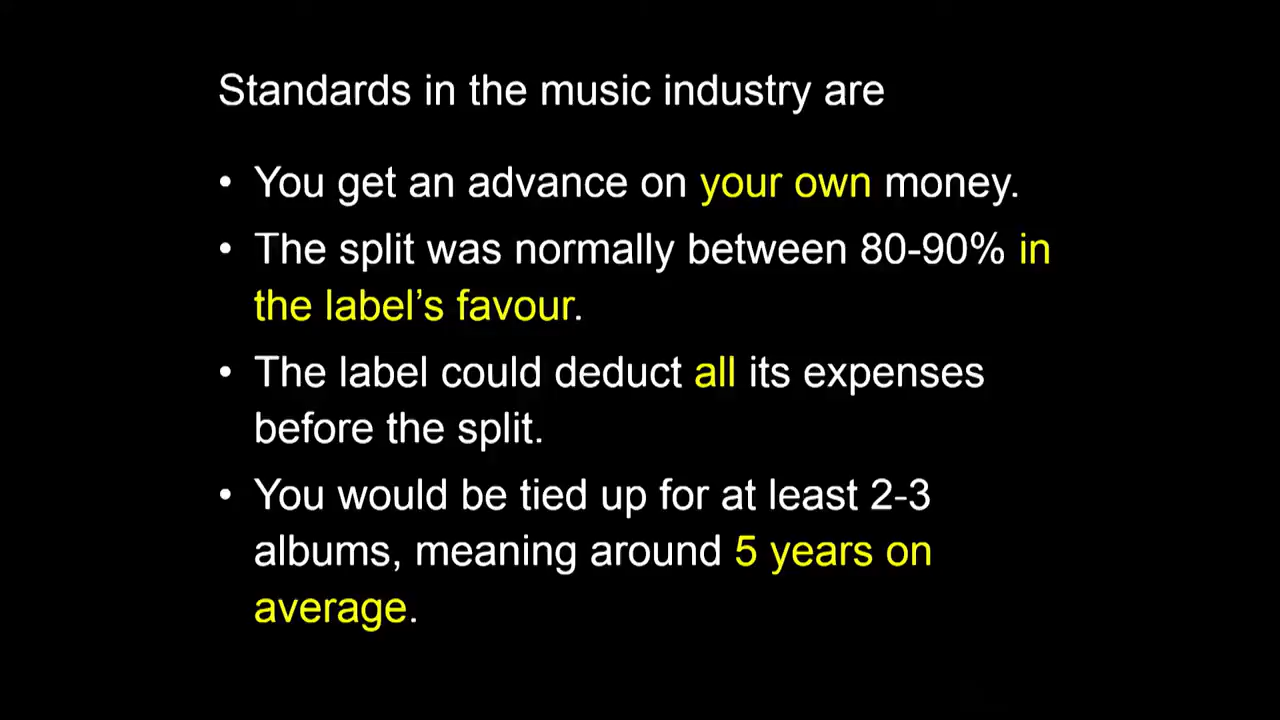 Standards in the music industry are
• You get an advance on your own money.
• The split was normally between 80-90% in
the label’s favour.
• The label could deduct all its expenses
before the split.
• You would be tied up for at least 2-3
albums, meaning around 5 years on
average.